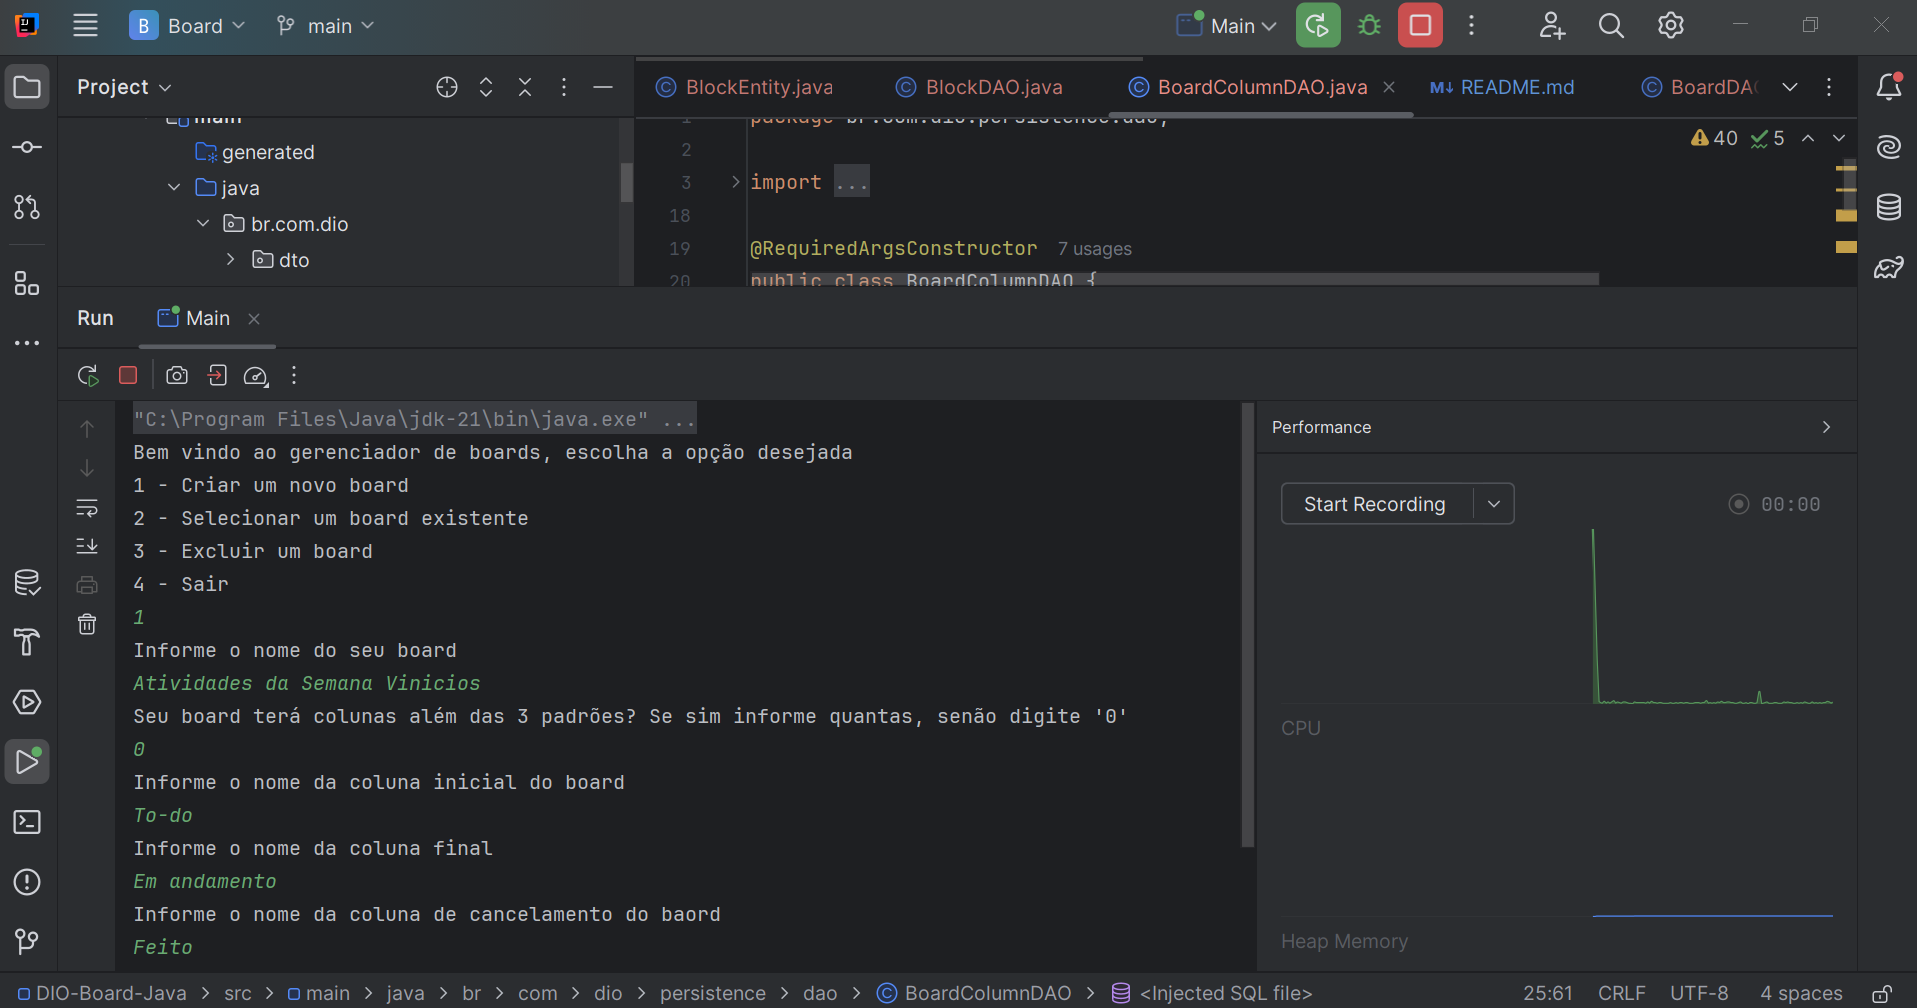 B Board main Main
Project
BlockEntity.java BlockDAO.java BoardColumnDAO.java README.md BoardDAO
main
generated
java
br.com.dio
dto
1 package br.com.dio.persistence.dao;
2
3 import ...
18
19 @RequiredArgsConstructor 7 usages
20 public class BoardColumnDAO {
40 5
Run Main
"C:\Program Files\Java\jdk-21\bin\java.exe" ...
Bem vindo ao gerenciador de boards, escolha a opção desejada
1 - Criar um novo board
2 - Selecionar um board existente
3 - Excluir um board
4 - Sair
1
Informe o nome do seu board
Atividades da Semana Vinicios
Seu board terá colunas além das 3 padrões? Se sim informe quantas, senão digite '0'
0
Informe o nome da coluna inicial do board
To-do
Informe o nome da coluna final
Em andamento
Informe o nome da coluna de cancelamento do baord
Feito
Performance
Start Recording 00:00
CPU
Heap Memory
DIO-Board-Java > src > main > java > br > com > dio > persistence > dao > BoardColumnDAO > <Injected SQL file> 25:61 CRLF UTF-8 4 spaces